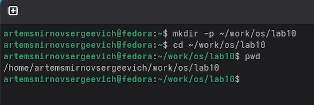 artemsmirnovsergeevich@fedora:~$ mkdir -p ~/work/os/lab10
artemsmirnovsergeevich@fedora:~$ cd ~/work/os/lab10
artemsmirnovsergeevich@fedora:~/work/os/lab10$ pwd
/home/artemsmirnovsergeevich/work/os/lab10
artemsmirnovsergeevich@fedora:~/work/os/lab10$